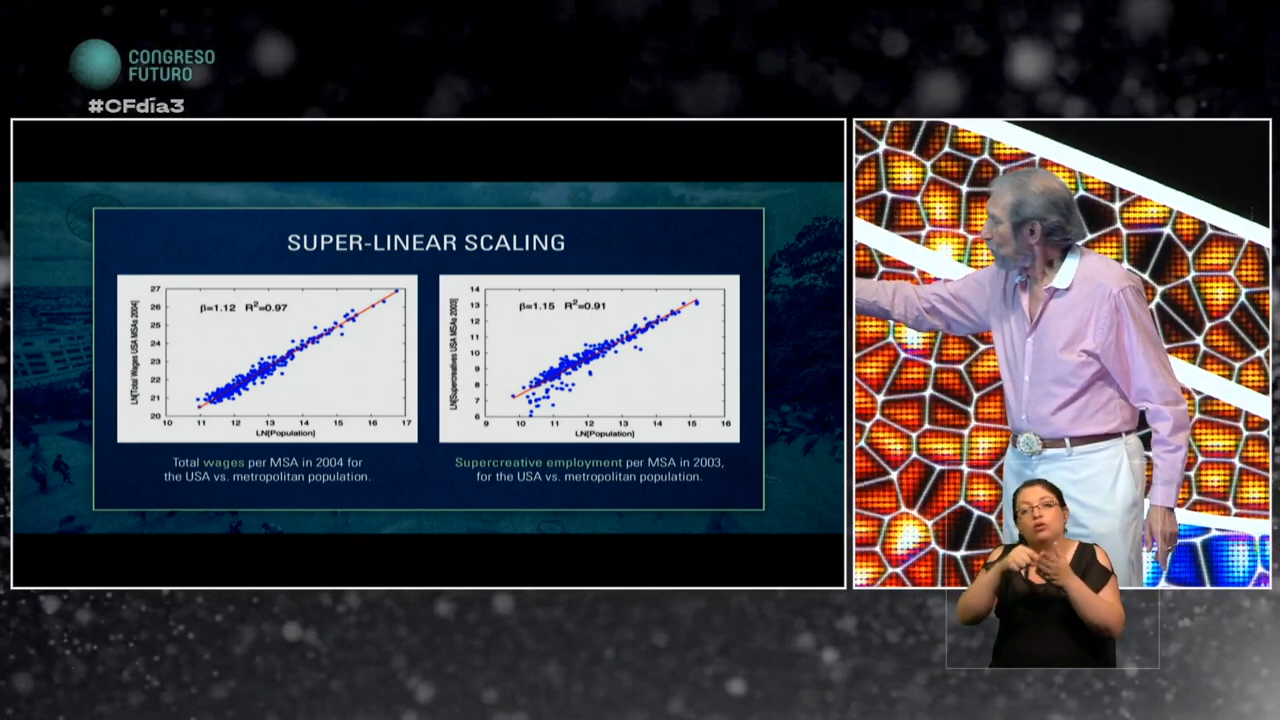 CONGRESO
FUTURO
#CFdía3
SUPER-LINEAR SCALING
β=1.12 R²=0.97
LN[Total Wages USA MSAs 2004]
27
26
25
24
23
22
21
20
10 11 12 13 14 15 16 17
LN[Population]
Total wages per MSA in 2004 for
the USA vs. metropolitan population.
β=1.15 R²=0.91
LN[Supercreatives USA MSAs 2003]
14
13
12
11
10
9
8
7
6
9 10 11 12 13 14 15 16
LN[Population]
Supercreative employment per MSA in 2003,
for the USA vs. metropolitan population.